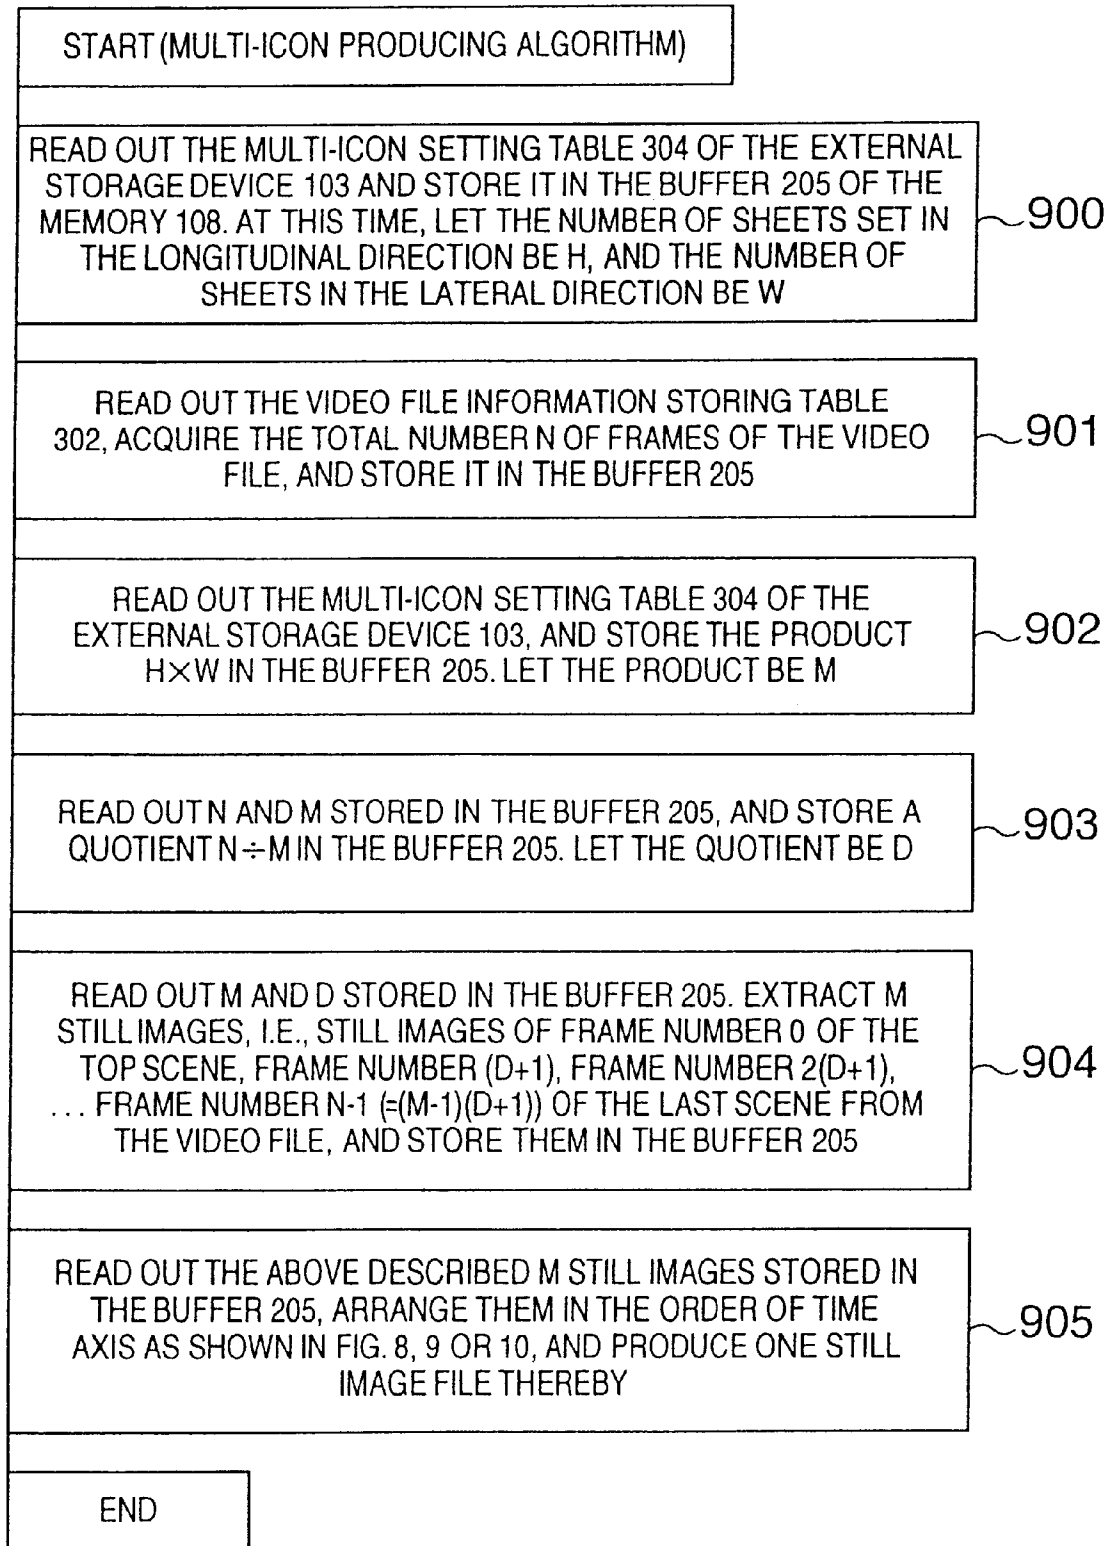 START (MULTI-ICON PRODUCING ALGORITHM)
READ OUT THE MULTI-ICON SETTING TABLE 304 OF THE EXTERNAL
STORAGE DEVICE 103 AND STORE IT IN THE BUFFER 205 OF THE
MEMORY 108. AT THIS TIME, LET THE NUMBER OF SHEETS SET IN
THE LONGITUDINAL DIRECTION BE H, AND THE NUMBER OF
SHEETS IN THE LATERAL DIRECTION BE W
900
READ OUT THE VIDEO FILE INFORMATION STORING TABLE
302, ACQUIRE THE TOTAL NUMBER N OF FRAMES OF THE VIDEO
FILE, AND STORE IT IN THE BUFFER 205
901
READ OUT THE MULTI-ICON SETTING TABLE 304 OF THE
EXTERNAL STORAGE DEVICE 103, AND STORE THE PRODUCT
H×W IN THE BUFFER 205. LET THE PRODUCT BE M
902
READ OUT N AND M STORED IN THE BUFFER 205, AND STORE A
QUOTIENT N÷M IN THE BUFFER 205. LET THE QUOTIENT BE D
903
READ OUT M AND D STORED IN THE BUFFER 205. EXTRACT M
STILL IMAGES, I.E., STILL IMAGES OF FRAME NUMBER 0 OF THE
TOP SCENE, FRAME NUMBER (D+1), FRAME NUMBER 2(D+1),
... FRAME NUMBER N-1 (=(M-1)(D+1)) OF THE LAST SCENE FROM
THE VIDEO FILE, AND STORE THEM IN THE BUFFER 205
904
READ OUT THE ABOVE DESCRIBED M STILL IMAGES STORED IN
THE BUFFER 205, ARRANGE THEM IN THE ORDER OF TIME
AXIS AS SHOWN IN FIG. 8, 9 OR 10, AND PRODUCE ONE STILL
IMAGE FILE THEREBY
905
END